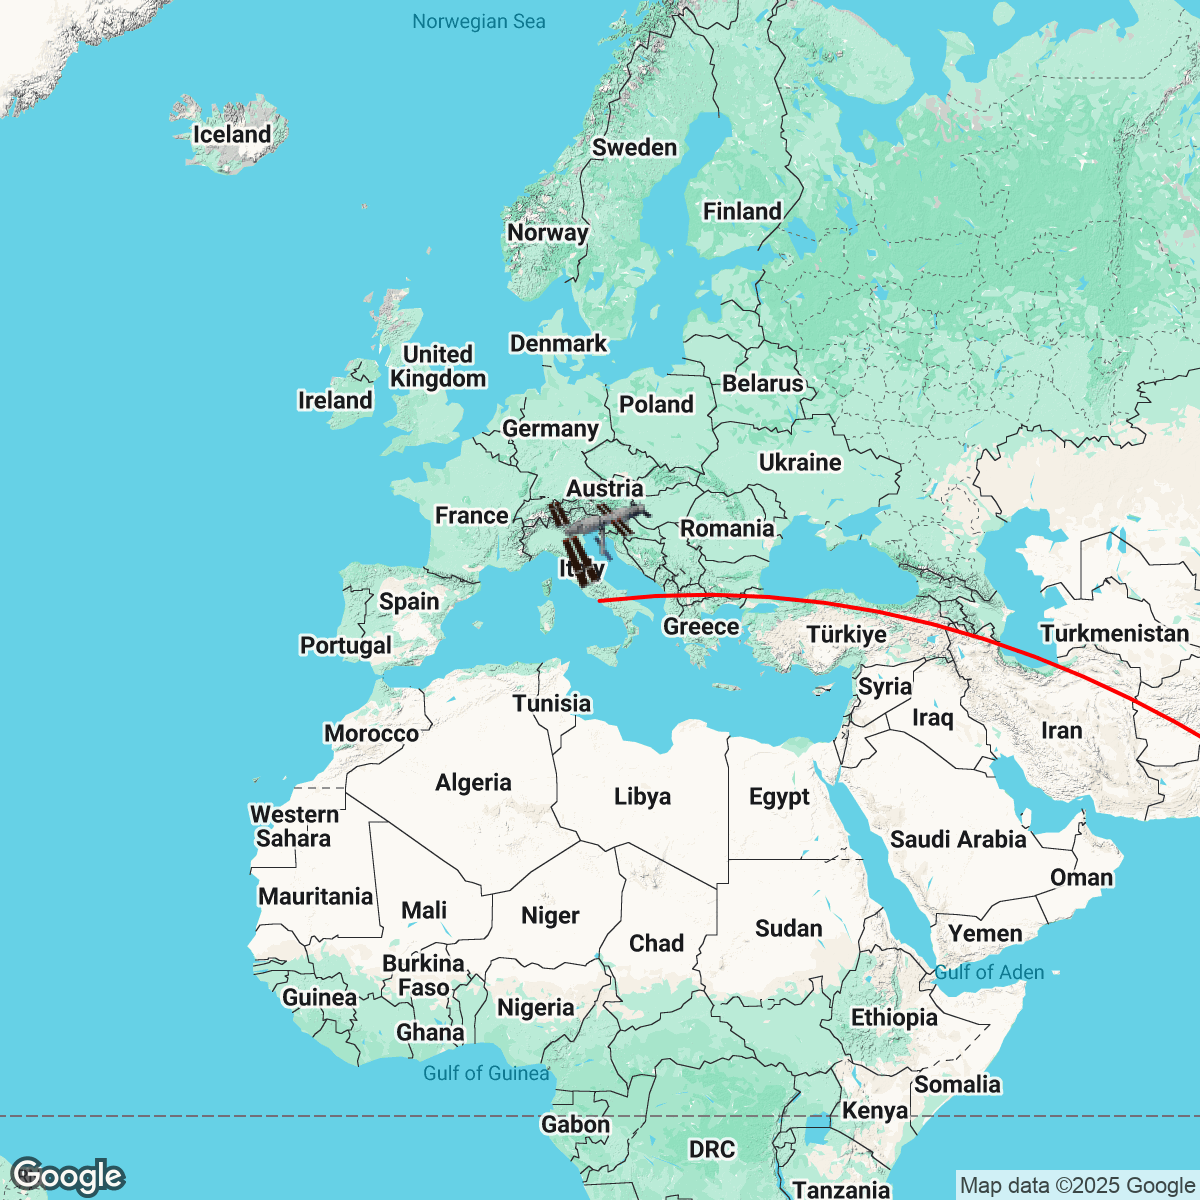 Norwegian Sea
Iceland
Sweden
Finland
Norway
Denmark
United
Kingdom
Ireland
Belarus
Poland
Germany
Ukraine
Austria
France
Romania
Italy
Spain
Portugal
Greece
Türkiye
Turkmenistan
Syria
Tunisia
Iraq
Iran
Morocco
Algeria
Libya
Egypt
Western
Sahara
Saudi Arabia
Oman
Mauritania
Mali
Niger
Chad
Sudan
Yemen
Burkina
Faso
Gulf of Aden
Guinea
Nigeria
Ghana
Ethiopia
Gulf of Guinea
Somalia
Kenya
Gabon
DRC
Tanzania
Google
Map data ©2025 Google